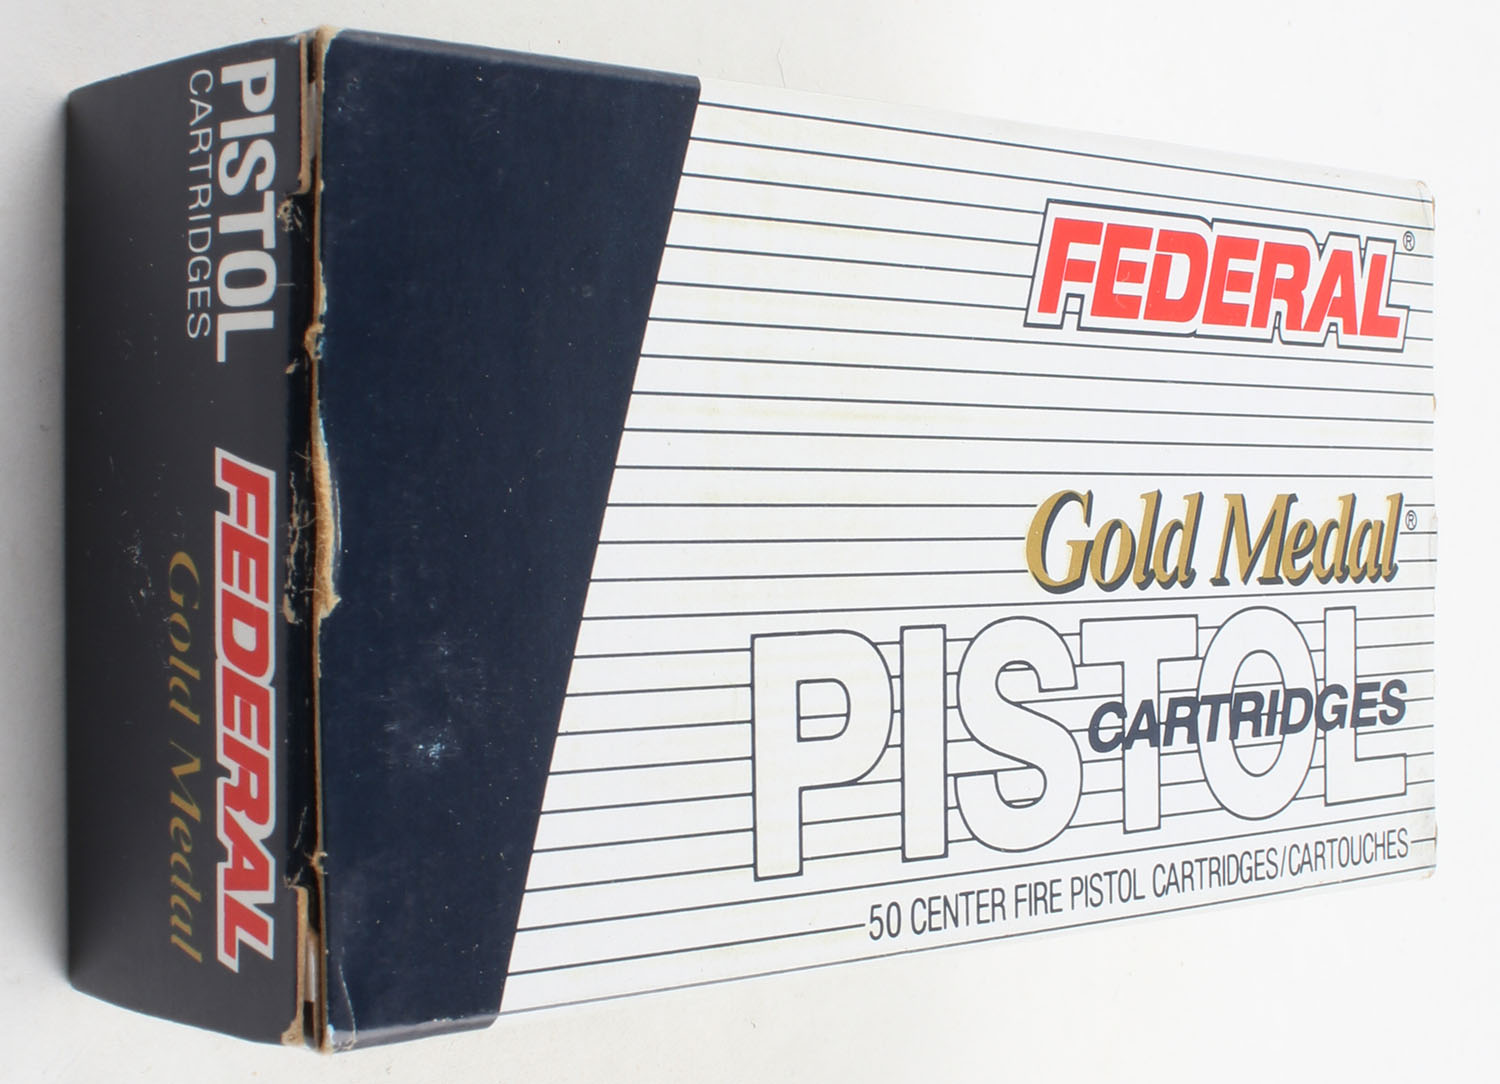 FEDERAL®
Gold Medal®
PISTOL
CARTRIDGES
50 CENTER FIRE PISTOL CARTRIDGES/CARTOUCHES
PISTOL
CARTRIDGES
FEDERAL
Gold Medal